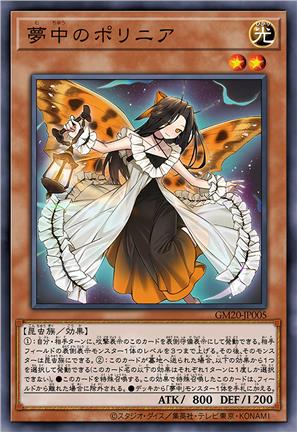 夢中のポリニア
光
GM20-JP005
【昆虫族/効果】
①:自分・相手ターンに、攻撃表示のこのカードを表側守備表示にして発動できる。相手
フィールドの表側表示モンスター1体のレベルを3つまで上げる。その後、そのモンスタ
ーは昆虫族にできる。②:このカードが墓地へ送られた場合、以下の効果から1
つを選択して発動できる(このカード名の以下の効果はそれぞれ1ターンに1度しか選択
できない)。●このカードを特殊召喚する。この効果で特殊召喚したこのカードは、フィー
ルドから離れた場合に除外される。●デッキから「夢中」モンスター1体を手札に加える。
ATK/ 800 DEF/1200
©スタジオ・ダイス/集英社・テレビ東京・KONAMI